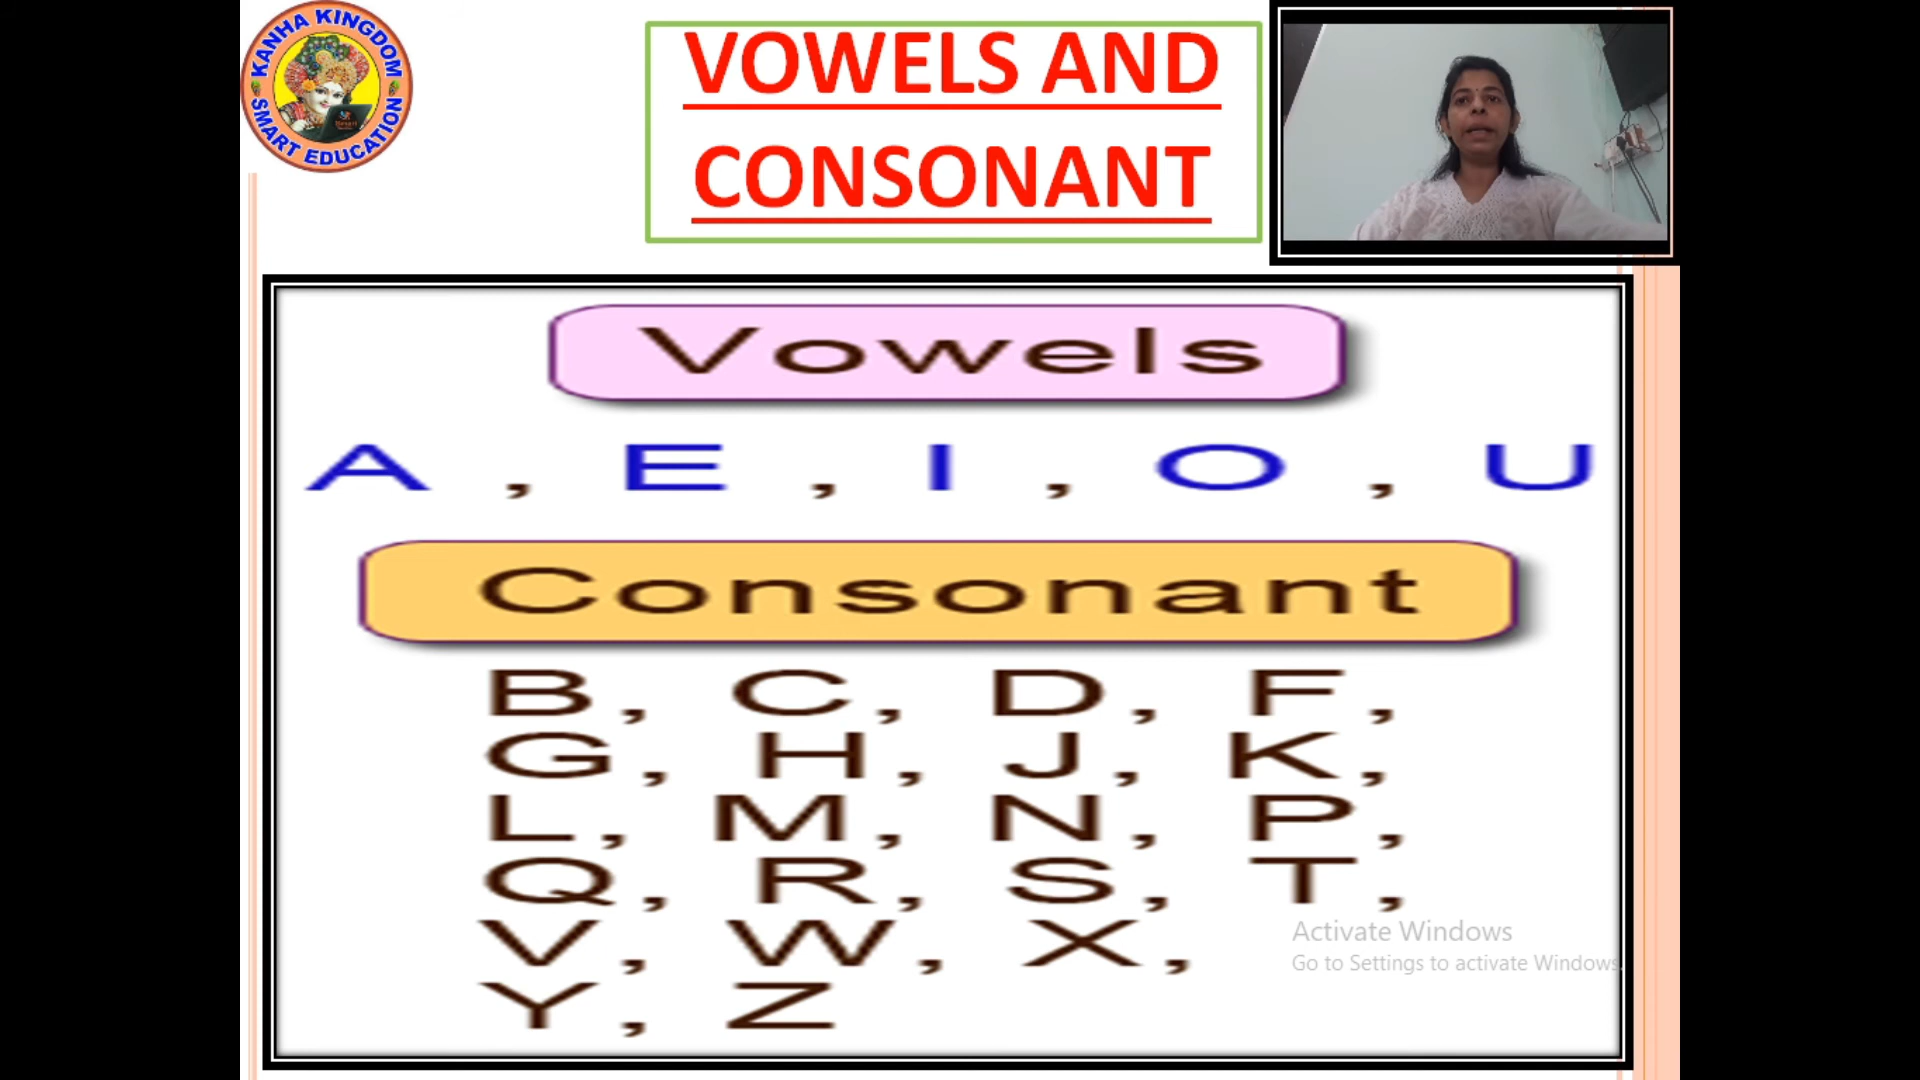 KANHA KINGDOM
SMART EDUCATION
VOWELS AND
CONSONANT
Vowels
A , E , I , O , U
Consonant
B, C, D, F,
G, H, J, K,
L, M, N, P,
Q, R, S, T,
V, W, X,
Y, Z
Activate Windows
Go to Settings to activate Windows.